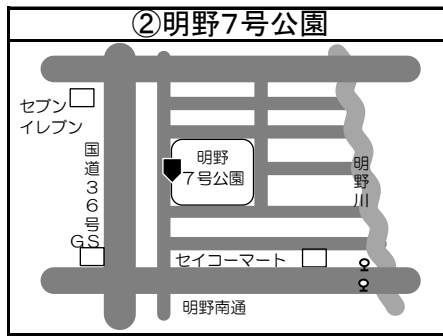 ②明野7号公園
セブン
イレブン
国道36号
GS
明野
7号公園
明野川
セイコーマート
明野南通